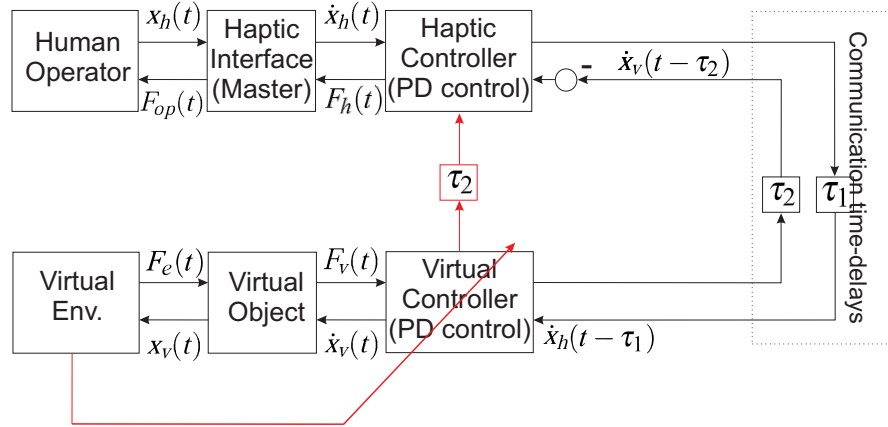 x_h(t)
ẋ_h(t)
Human
Operator
Haptic
Interface
(Master)
Haptic
Controller
(PD control)
F_op(t)
F_h(t)
-
ẋ_v(t − τ_2)
Communication time-delays
τ_2
τ_2
τ_1
F_e(t)
F_v(t)
Virtual
Env.
Virtual
Object
Virtual
Controller
(PD control)
x_v(t)
ẋ_v(t)
ẋ_h(t − τ_1)